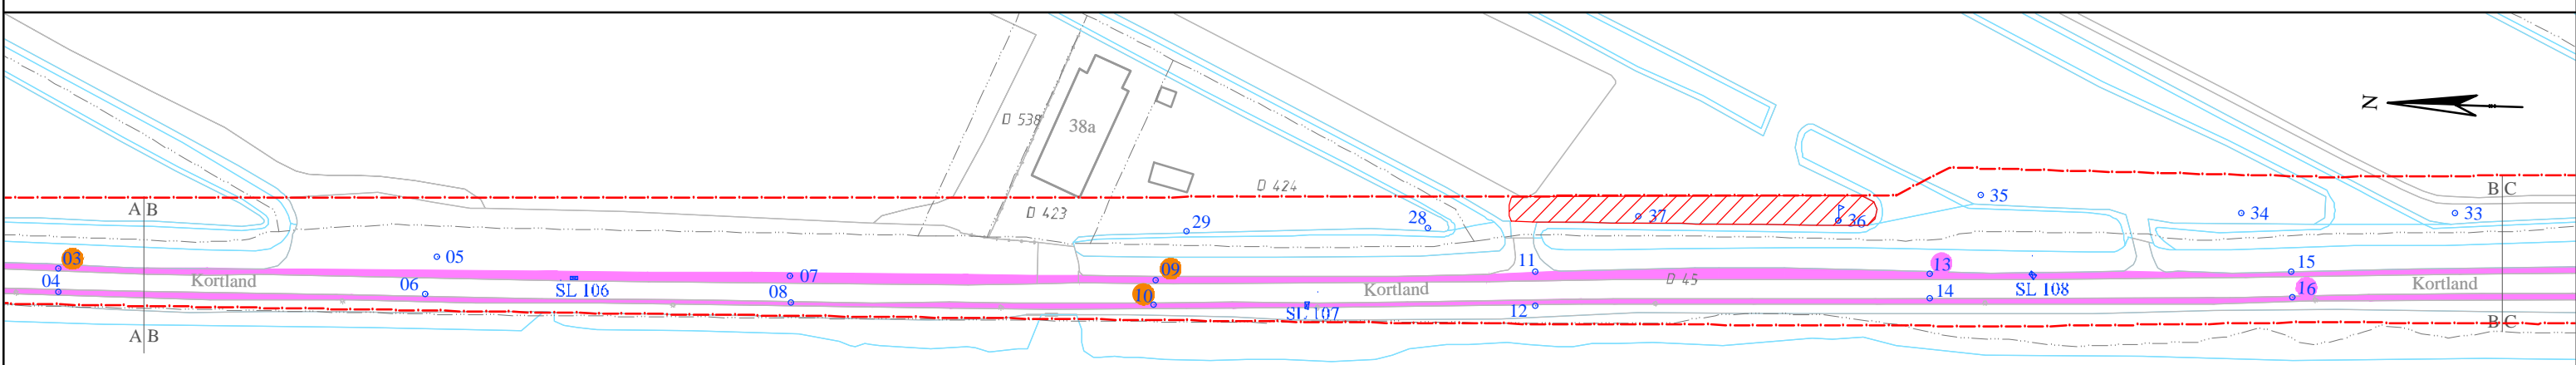 N
D 538
38a
D 424
D 423
A B
B C
35
34
33
37
36
29
28
03
05
04
Kortland
06
SL 106
07
08
09
10
SL 107
Kortland
11
12
D 45
13
14
SL 108
15
16
Kortland
A B
B C